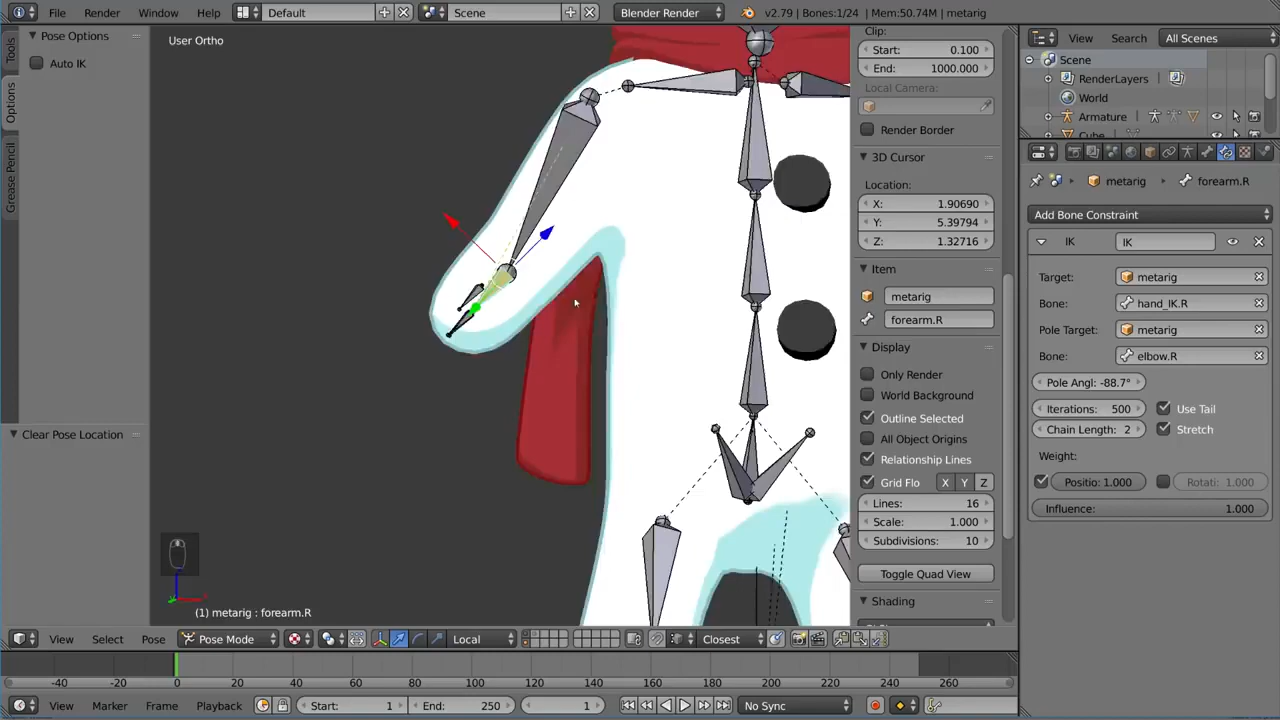 File Render Window Help Default Scene Blender Render v2.79 | Bones:1/24 | Mem:50.74M | metarig
Pose Options
Auto IK
Tools
Options
Grease Pencil
Clear Pose Location
User Ortho
(1) metarig : forearm.R
Clip:
Start: 0.100
End: 1000.000
Local Camera:
Render Border
3D Cursor
Location:
X: 1.90690
Y: 5.39794
Z: 1.32716
Item
metarig
forearm.R
Display
Only Render
World Background
Outline Selected
All Object Origins
Relationship Lines
Grid Flo X Y Z
Lines: 16
Scale: 1.000
Subdivisions: 10
Toggle Quad View
Shading
View Search All Scenes
Scene
RenderLayers
World
Armature
Cube
metarig forearm.R
Add Bone Constraint
IK IK
Target: metarig
Bone: hand_IK.R
Pole Target: metarig
Bone: elbow.R
Pole Angl: -88.7°
Iterations: 500 Use Tail
Chain Length: 2 Stretch
Weight:
Positio: 1.000 Rotati: 1.000
Influence: 1.000
View Select Pose Pose Mode Local Closest
-40 -20 0 20 40 60 80 100 120 140 160 180 200 220 240 260
View Marker Frame Playback Start: 1 End: 250 1 No Sync